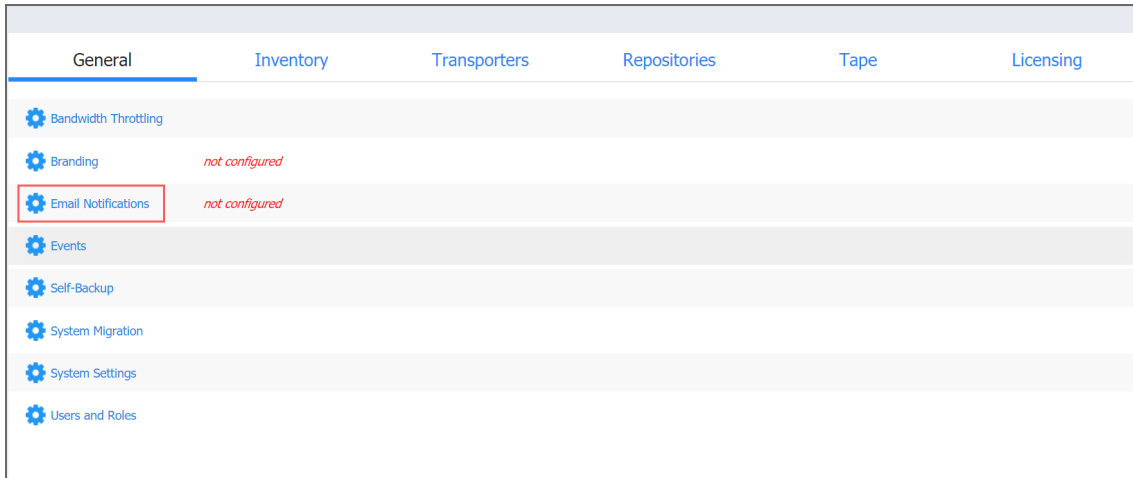 General Inventory Transporters Repositories Tape Licensing
Bandwidth Throttling
Branding not configured
Email Notifications not configured
Events
Self-Backup
System Migration
System Settings
Users and Roles